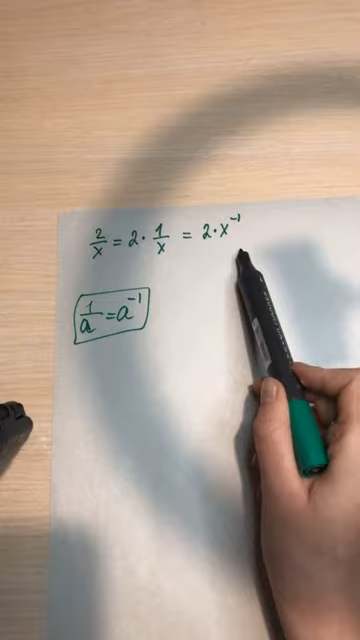 2/x = 2 · 1/x = 2 · x⁻¹
1/a = a⁻¹